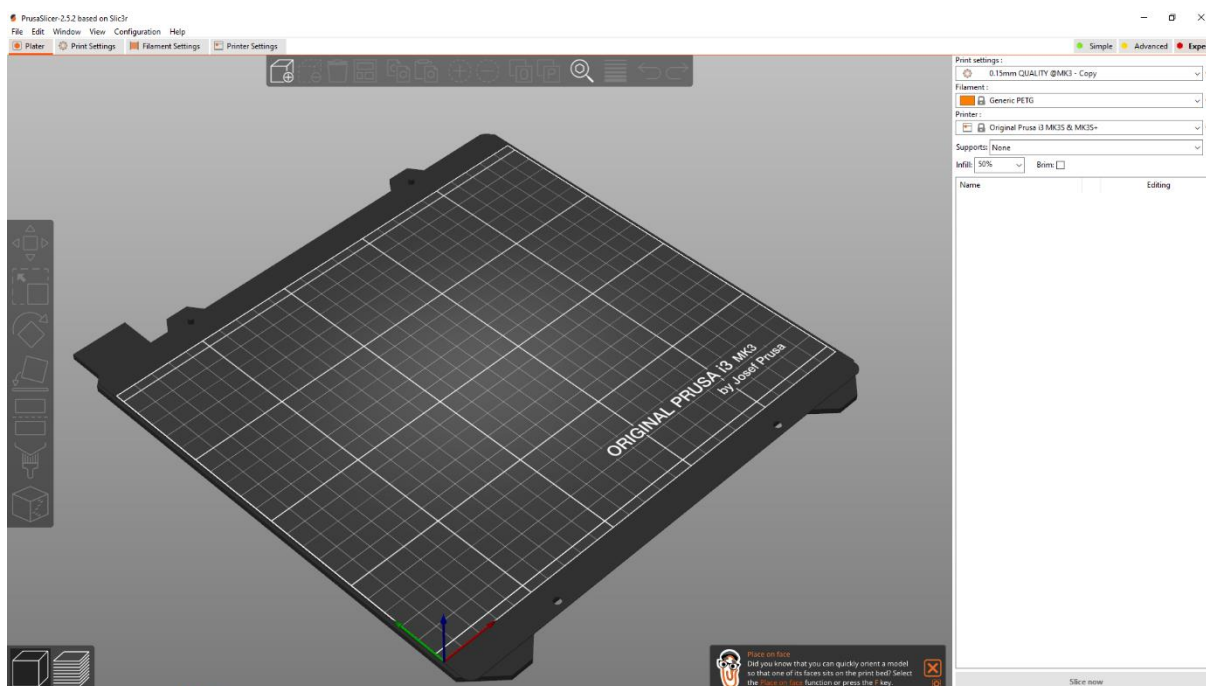 PrusaSlicer-2.5.2 based on Slic3r
File Edit Window View Configuration Help
Plater Print Settings Filament Settings Printer Settings
Simple Advanced Expe
Print settings :
0.15mm QUALITY @MK3 - Copy
Filament :
Generic PETG
Printer :
Original Prusa i3 MK3S & MK3S+
Supports: None
Infill: 50% Brim:
Name Editing
ORIGINAL PRUSA i3 MK3
by Josef Prusa
Place on face
Did you know that you can quickly orient a model
so that one of its faces sits on the print bed? Select
the Place on face function or press the F key.
Slice now